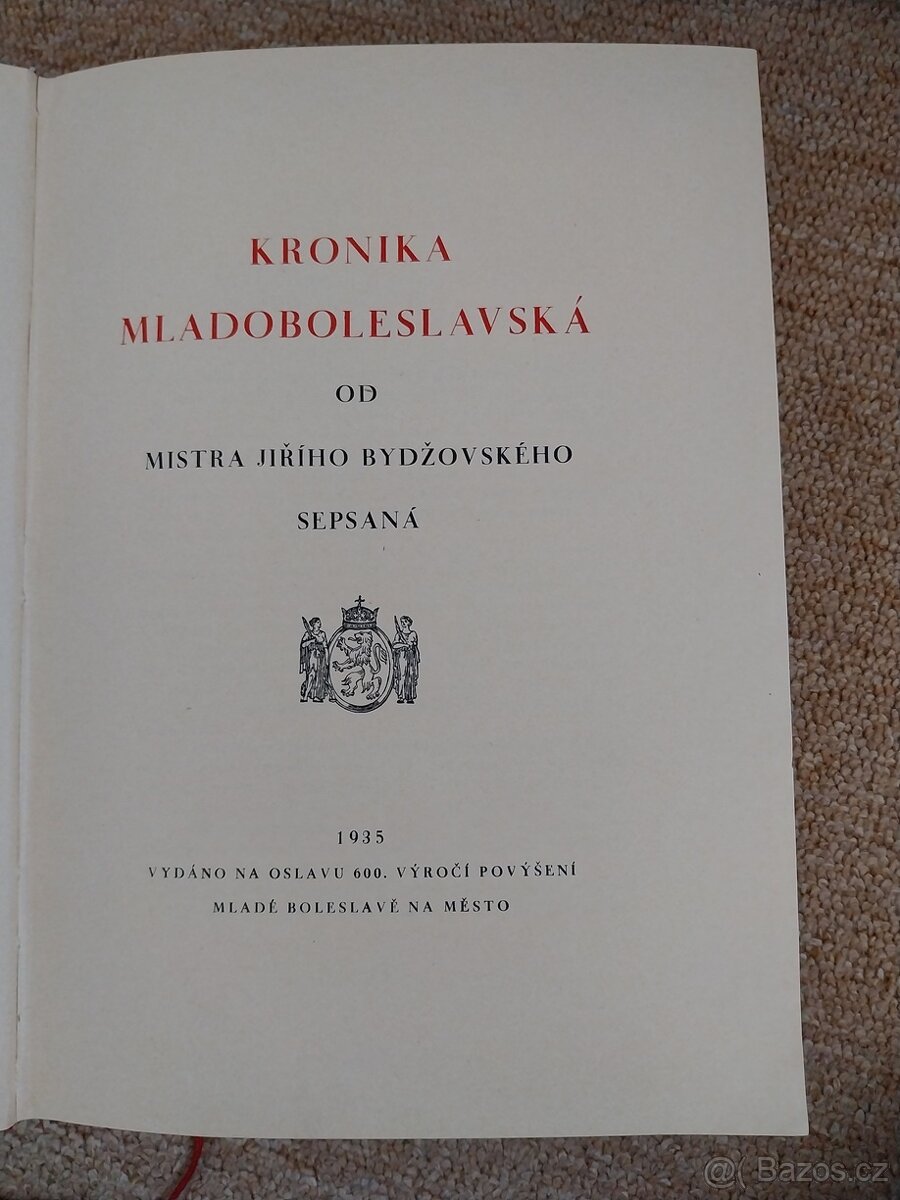 KRONIKA
MLADOBOLESLAVSKÁ
OD
MISTRA JIŘÍHO BYDŽOVSKÉHO
SEPSANÁ
1935
VYDÁNO NA OSLAVU 600. VÝROČÍ POVÝŠENÍ
MLADÉ BOLESLAVĚ NA MĚSTO
@( Bazos.cz